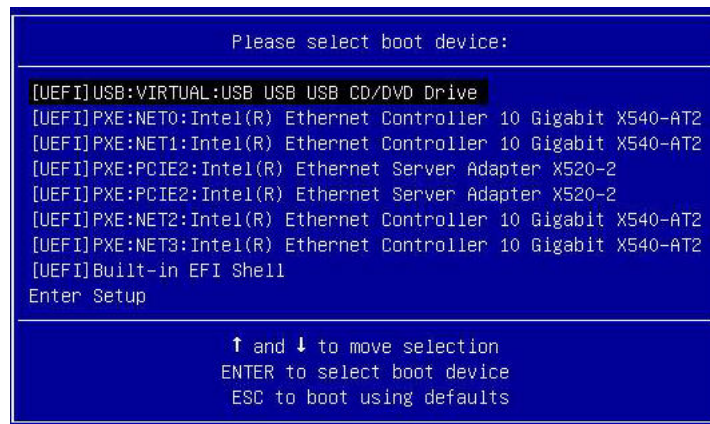 Please select boot device:
[UEFI]USB:VIRTUAL:USB USB USB CD/DVD Drive
[UEFI]PXE:NET0:Intel(R) Ethernet Controller 10 Gigabit X540-AT2
[UEFI]PXE:NET1:Intel(R) Ethernet Controller 10 Gigabit X540-AT2
[UEFI]PXE:PCIE2:Intel(R) Ethernet Server Adapter X520-2
[UEFI]PXE:PCIE2:Intel(R) Ethernet Server Adapter X520-2
[UEFI]PXE:NET2:Intel(R) Ethernet Controller 10 Gigabit X540-AT2
[UEFI]PXE:NET3:Intel(R) Ethernet Controller 10 Gigabit X540-AT2
[UEFI]Built-in EFI Shell
Enter Setup
↑ and ↓ to move selection
ENTER to select boot device
ESC to boot using defaults